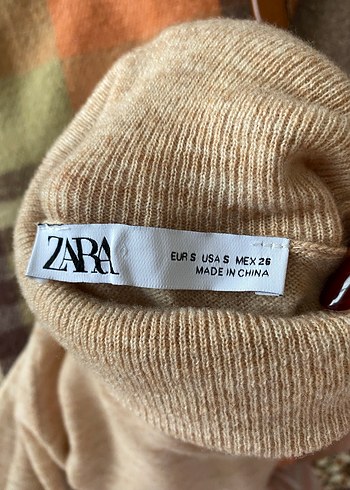 ZARA
EUR S USA S MEX 26
MADE IN CHINA